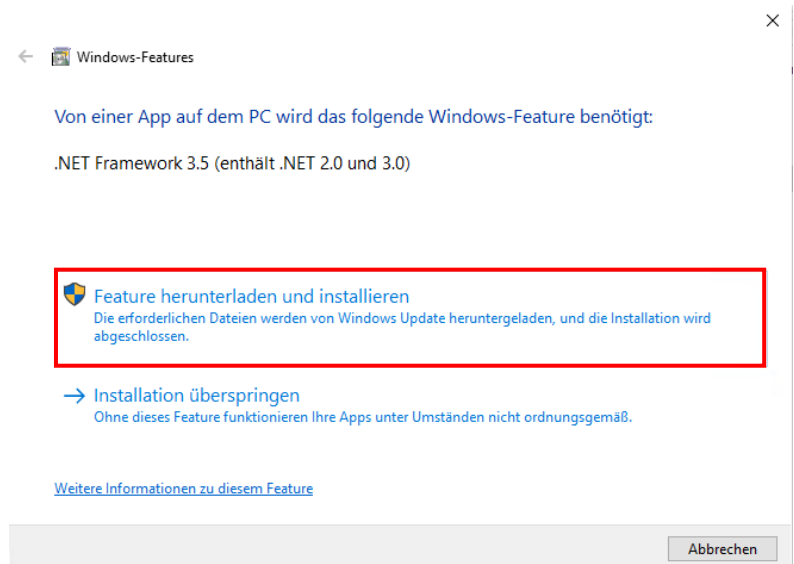 Windows-Features
Von einer App auf dem PC wird das folgende Windows-Feature benötigt:
.NET Framework 3.5 (enthält .NET 2.0 und 3.0)
Feature herunterladen und installieren
Die erforderlichen Dateien werden von Windows Update heruntergeladen, und die Installation wird
abgeschlossen.
Installation überspringen
Ohne dieses Feature funktionieren Ihre Apps unter Umständen nicht ordnungsgemäß.
Weitere Informationen zu diesem Feature
Abbrechen